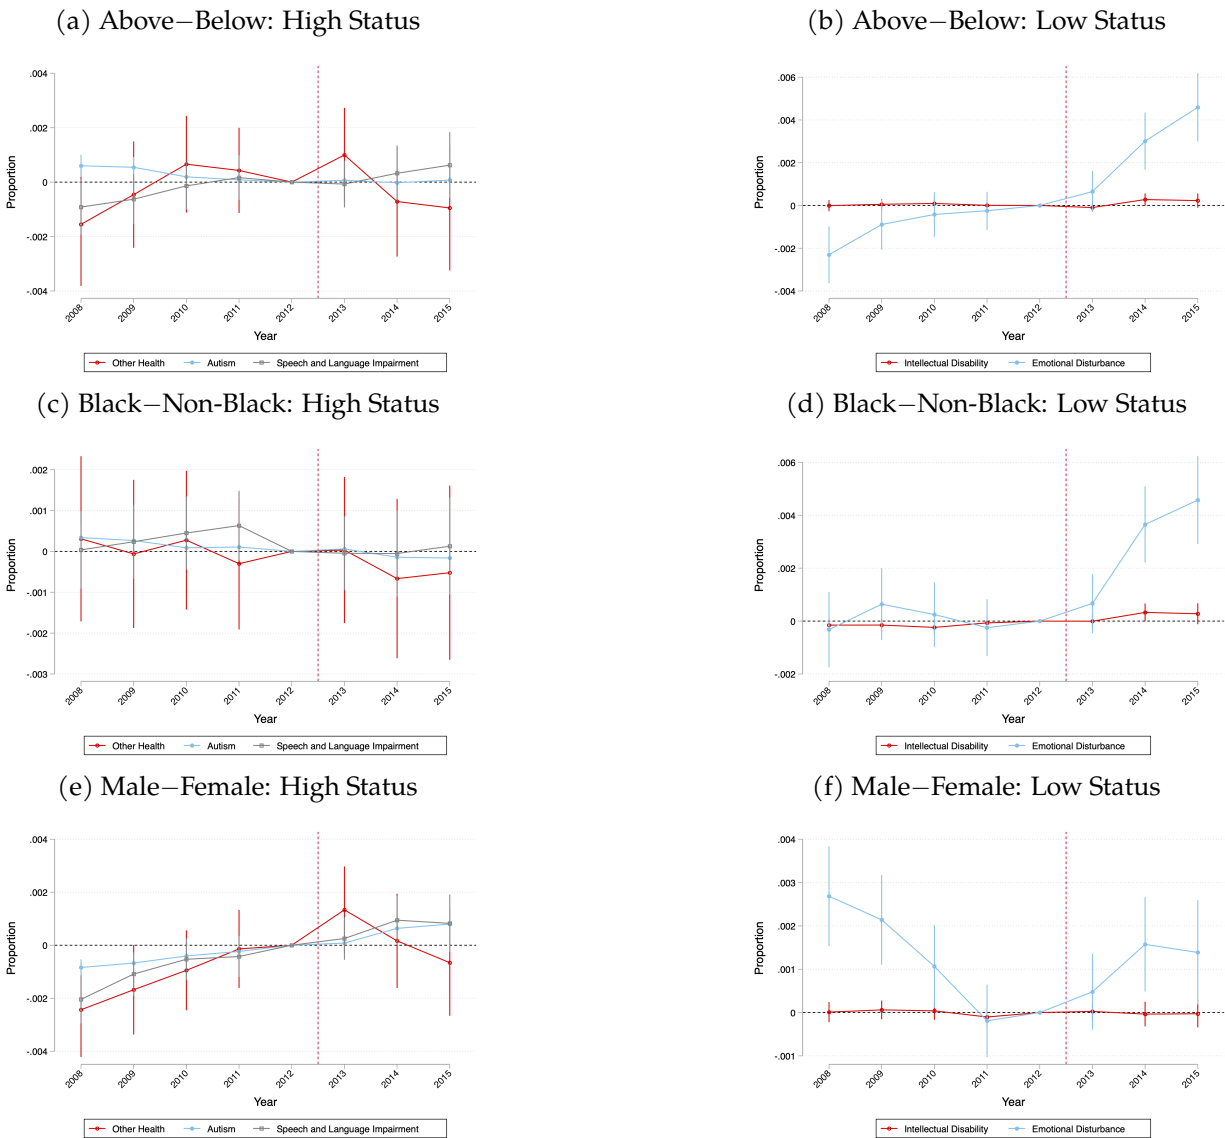 (a) Above−Below: High Status
.004
.002
0
-.002
-.004
Proportion
2008 2009 2010 2011 2012 2013 2014 2015
Year
Other Health Autism Speech and Language Impairment
(b) Above−Below: Low Status
.006
.004
.002
0
-.002
-.004
Proportion
2008 2009 2010 2011 2012 2013 2014 2015
Year
Intellectual Disability Emotional Disturbance
(c) Black−Non-Black: High Status
.002
.001
0
-.001
-.002
-.003
Proportion
2008 2009 2010 2011 2012 2013 2014 2015
Year
Other Health Autism Speech and Language Impairment
(d) Black−Non-Black: Low Status
.006
.004
.002
0
-.002
Proportion
2008 2009 2010 2011 2012 2013 2014 2015
Year
Intellectual Disability Emotional Disturbance
(e) Male−Female: High Status
.004
.002
0
-.002
-.004
Proportion
2008 2009 2010 2011 2012 2013 2014 2015
Year
Other Health Autism Speech and Language Impairment
(f) Male−Female: Low Status
.004
.003
.002
.001
0
-.001
Proportion
2008 2009 2010 2011 2012 2013 2014 2015
Year
Intellectual Disability Emotional Disturbance